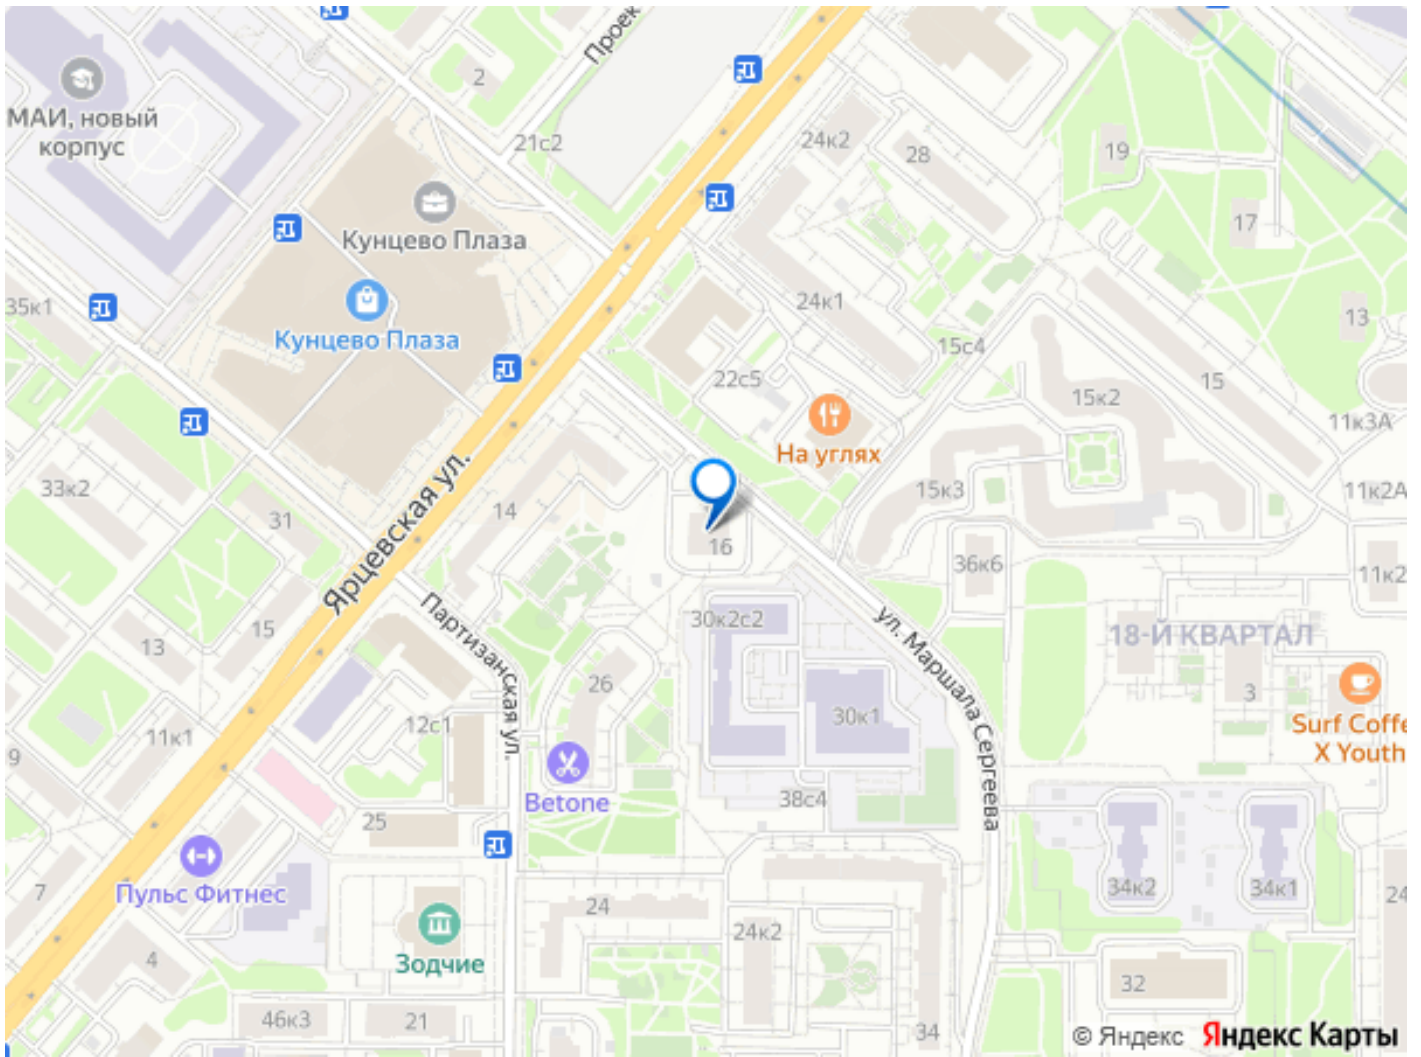 Проек
2
МАИ, новый
корпус
21с2
24к2
28
19
17
Кунцево Плаза
35к1
24к1
13
Кунцево Плаза
15с4
22с5
15
15к2
11к3А
На углях
Ярцевская ул.
33к2
31
14
15к3
11к2А
16
36к6
11к2
Партизанская ул.
30к2с2
ул. Маршала Сергеева
18-Й КВАРТАЛ
15
13
26
3
30к1
12с1
11к1
Surf Coffe
X Youth
9
Betone
38с4
25
Пульс Фитнес
7
34к2
34к1
24
24
24к2
4
Зодчие
32
46к3
21
34
© Яндекс Яндекс Карты